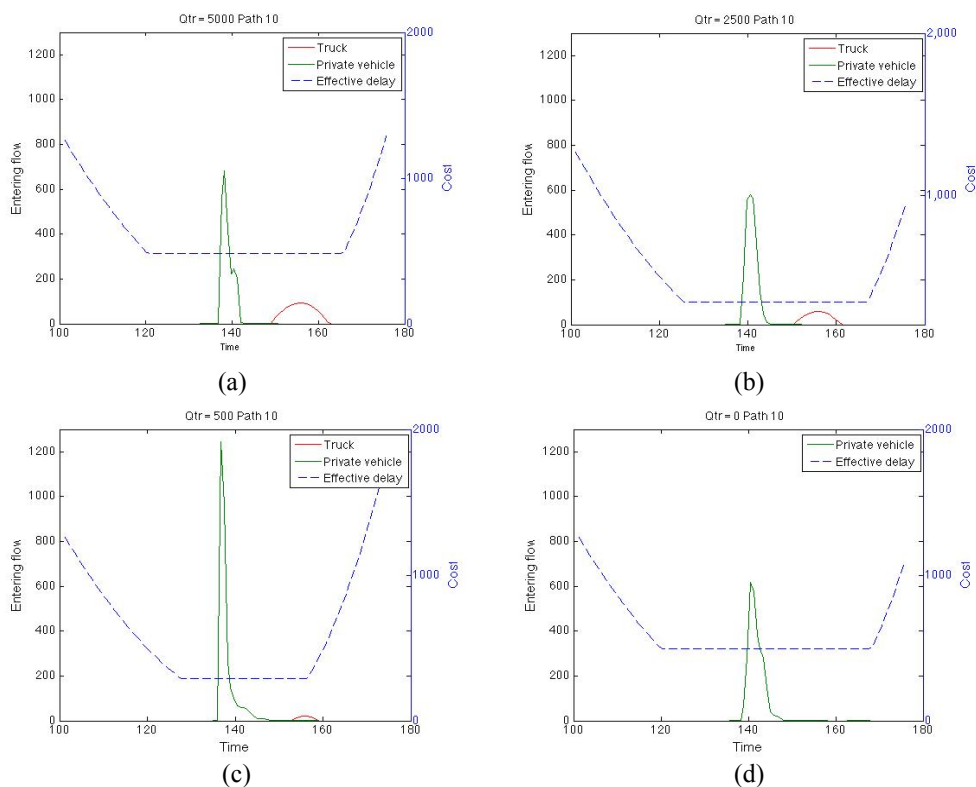 Qtr = 5000 Path 10
2000
1200
1000
800
600
400
200
0
Entering flow
Truck
Private vehicle
Effective delay
1000
Cost
0
100 120 140 160 180
Time
(a)
Qtr = 2500 Path 10
2,000
1200
1000
800
600
400
200
0
Entering flow
Truck
Private vehicle
Effective delay
1,000
Cost
0
100 120 140 160 180
Time
(b)
Qtr = 500 Path 10
2000
1200
1000
800
600
400
200
0
Entering flow
Truck
Private vehicle
Effective delay
1000
Cost
0
100 120 140 160 180
Time
(c)
Qtr = 0 Path 10
2000
1200
1000
800
600
400
200
0
Entering flow
Private vehicle
Effective delay
1000
Cost
0
100 120 140 160 180
Time
(d)